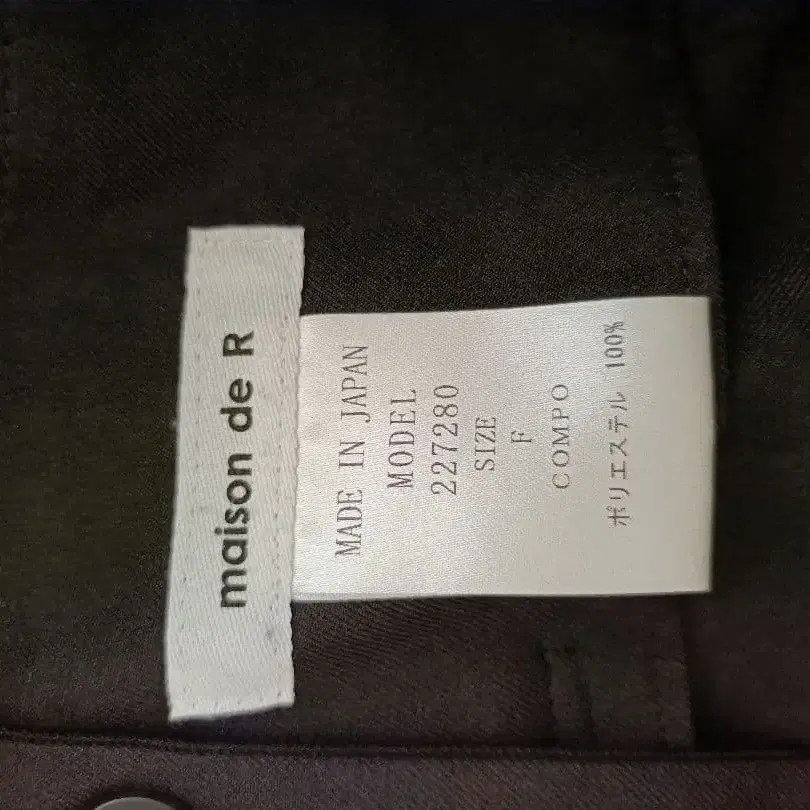 maison de R
MADE IN JAPAN
MODEL
227280
SIZE
F
COMPO
ポリエステル 100%